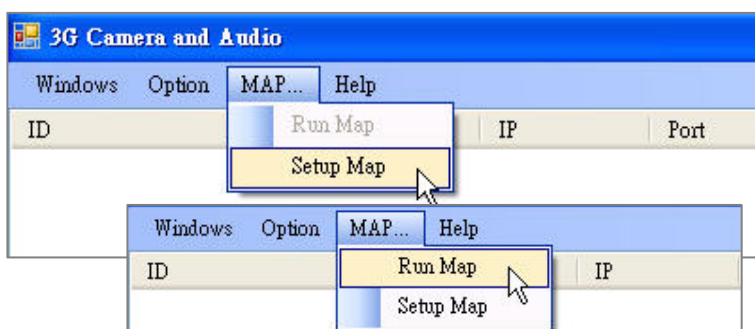 3G Camera and Audio
Windows Option MAP... Help
ID IP Port
Run Map
Setup Map
Windows Option MAP... Help
ID IP
Run Map
Setup Map